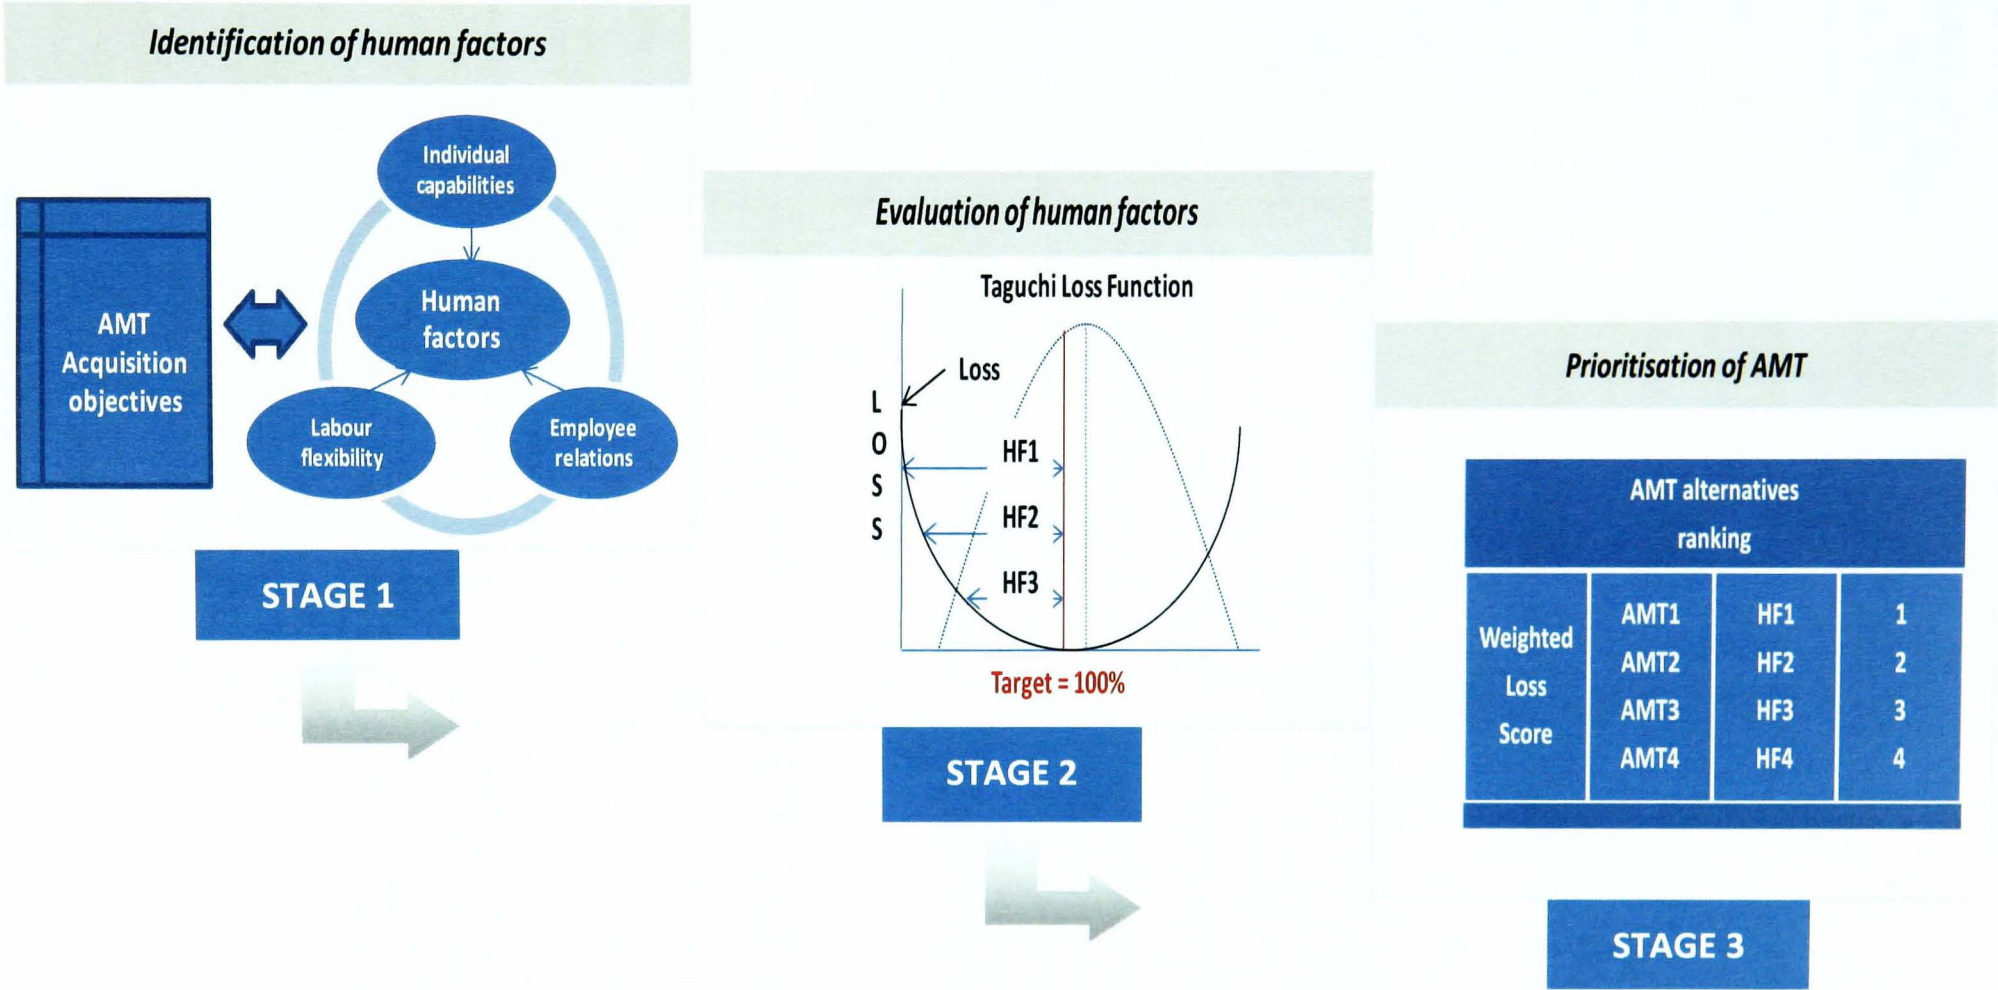 Identification of human factors
Individual
capabilities
AMT
Acquisition
objectives
Human
factors
Labour
flexibility
Employee
relations
STAGE 1
Evaluation of human factors
Taguchi Loss Function
Loss
L
O
S
S
HF1
HF2
HF3
Target = 100%
STAGE 2
Prioritisation of AMT
AMT alternatives
ranking
Weighted
Loss
Score
AMT1 HF1 1
AMT2 HF2 2
AMT3 HF3 3
AMT4 HF4 4
STAGE 3